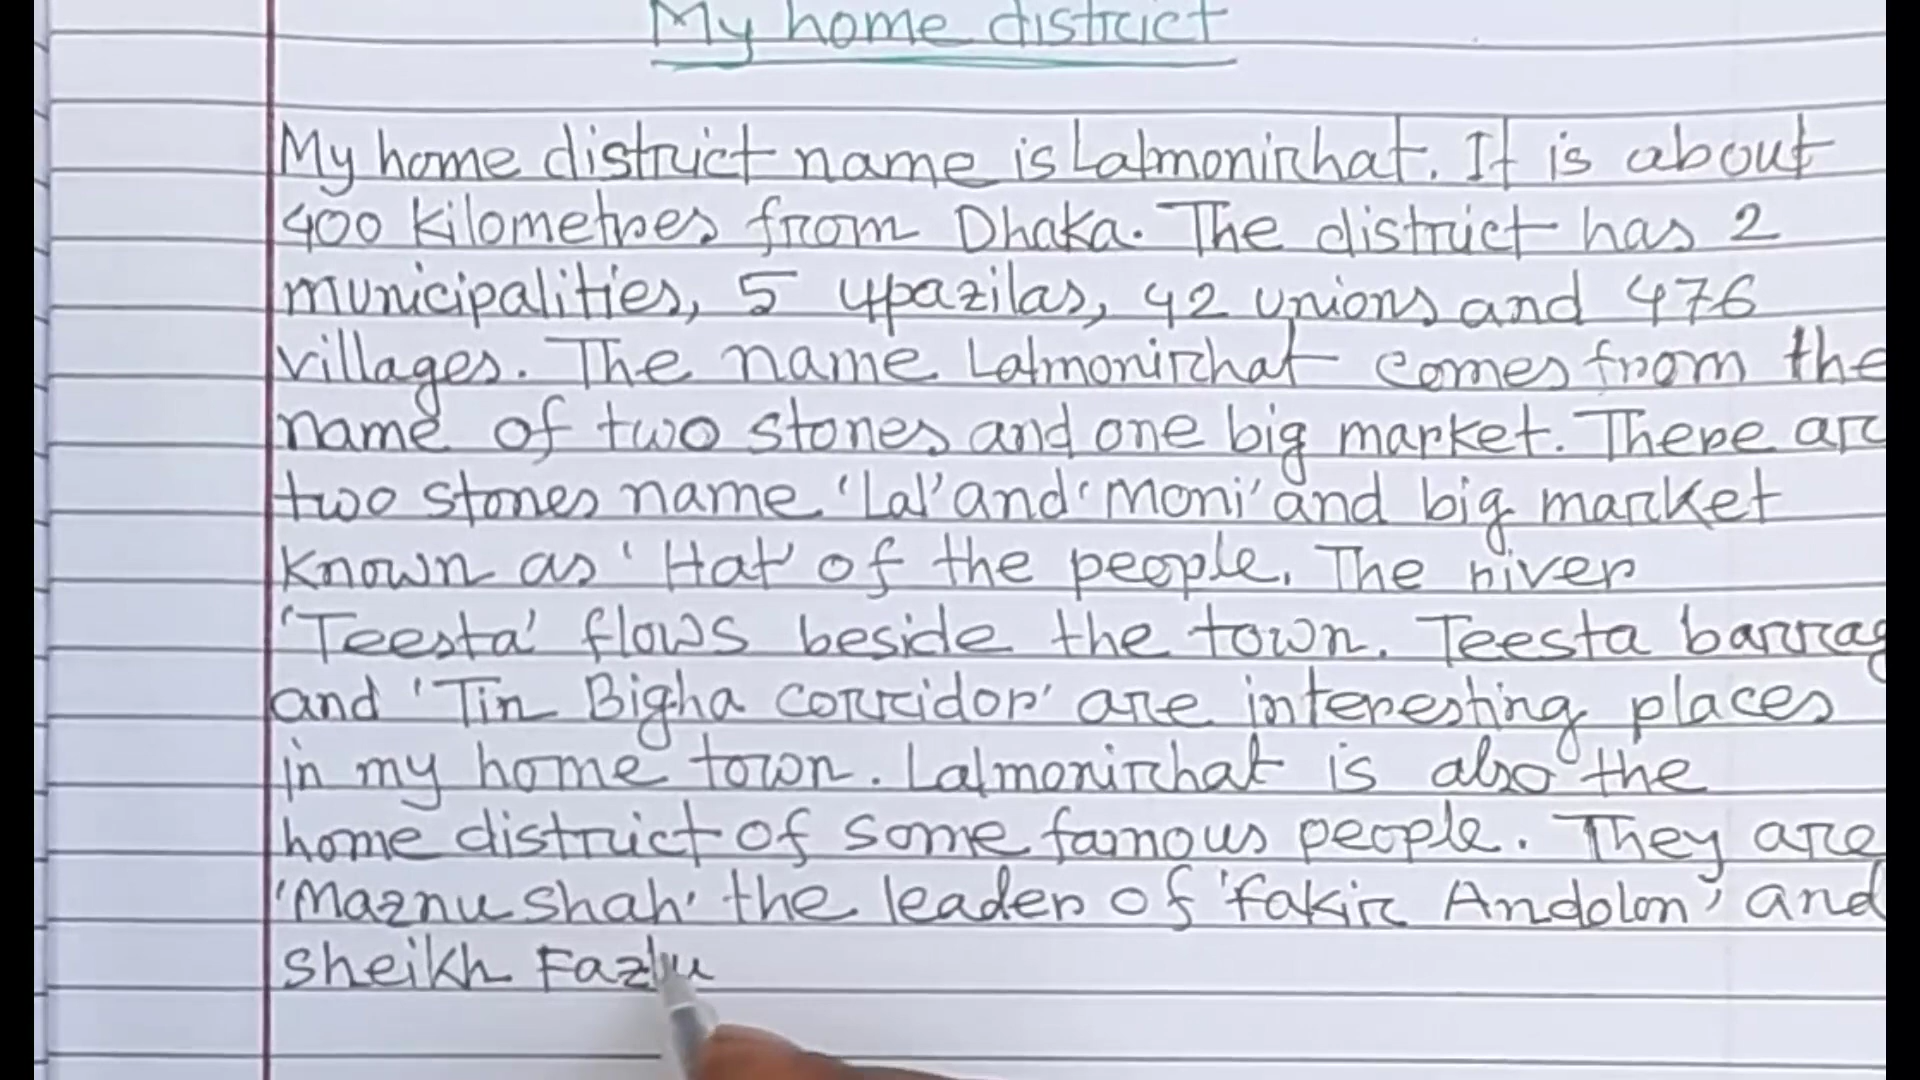 My home district
My home district name is Lalmonirhat. It is about
400 kilometres from Dhaka. The district has 2
municipalities, 5 upazilas, 42 unions and 476
villages. The name Lalmonirhat comes from the
name of two stones and one big market. There are
two stones name 'Lal' and 'Moni' and big market
known as 'Hat' of the people. The river
'Teesta' flows beside the town. Teesta barrag
and 'Tin Bigha corridor' are interesting places
in my home town. Lalmonirhat is also the
home district of some famous people. They are
'Maznu shah' the leader of 'fakir Andolon' and
sheikh Fazlu